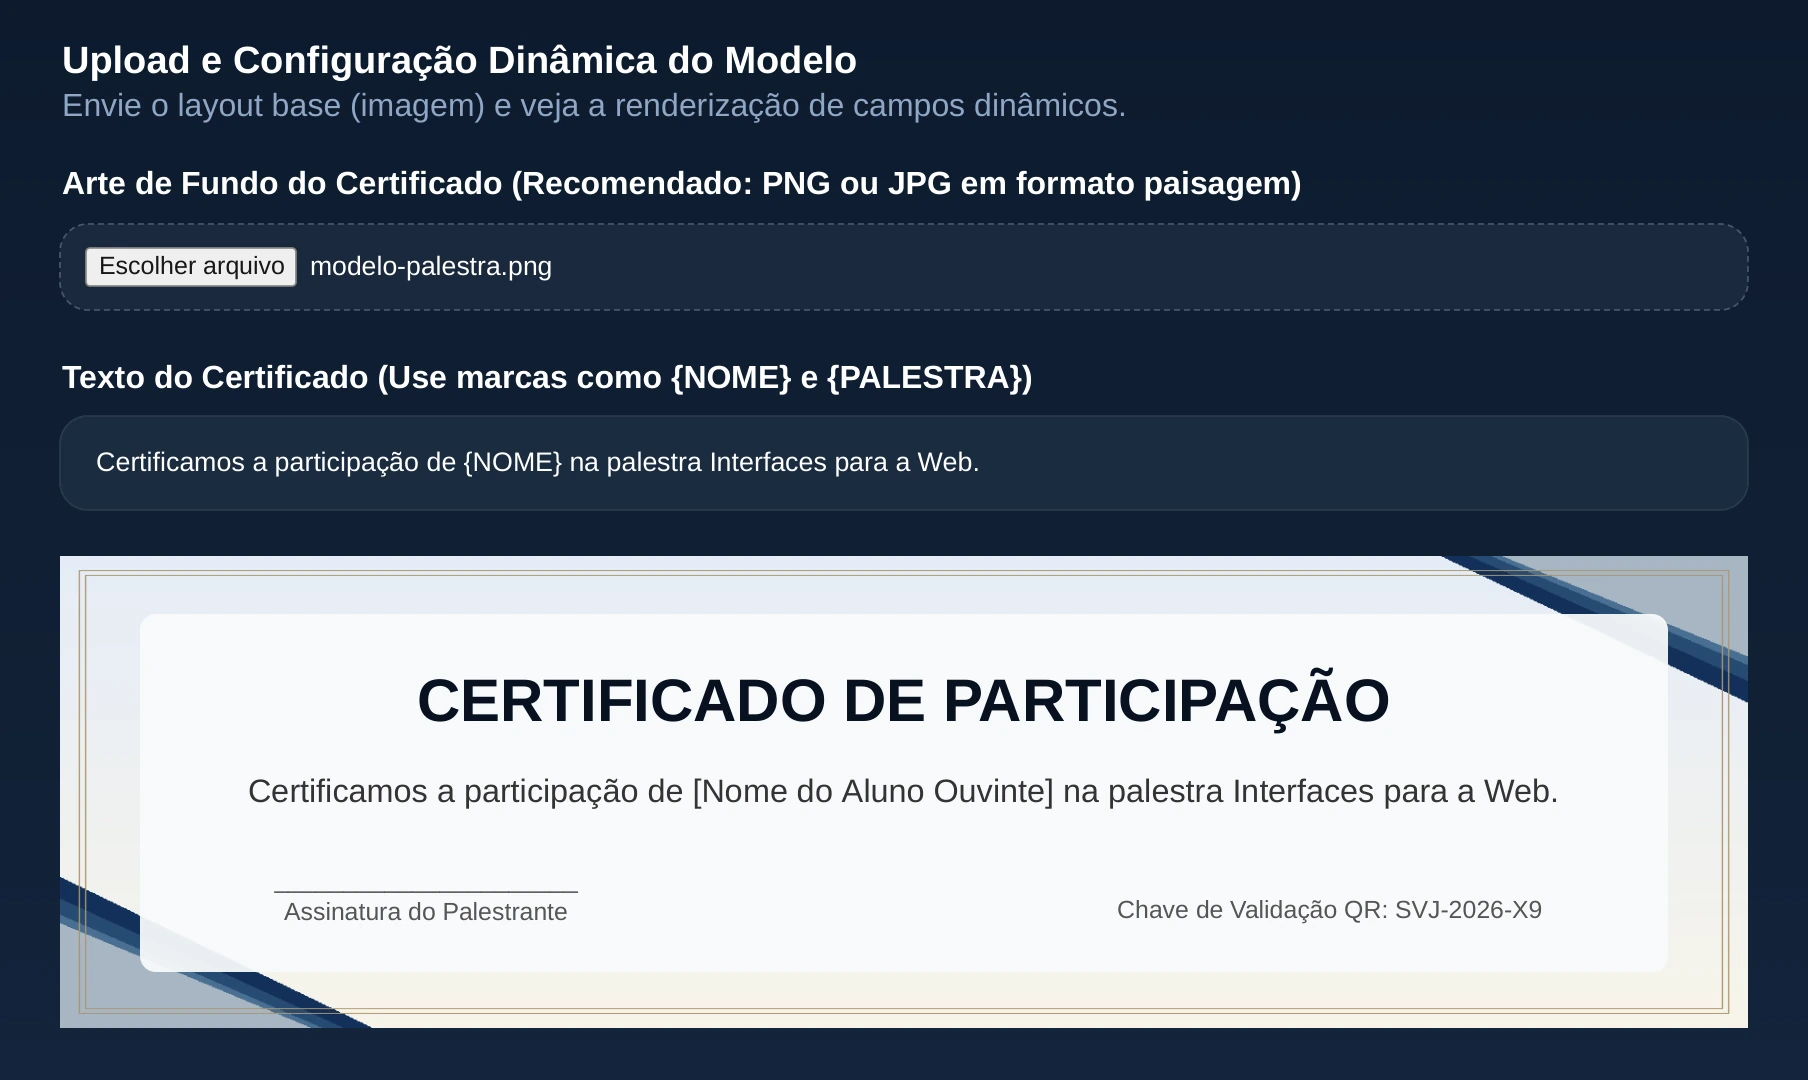 Upload e Configuração Dinâmica do Modelo
Envie o layout base (imagem) e veja a renderização de campos dinâmicos.
Arte de Fundo do Certificado (Recomendado: PNG ou JPG em formato paisagem)
Escolher arquivo modelo-palestra.png
Texto do Certificado (Use marcas como {NOME} e {PALESTRA})
Certificamos a participação de {NOME} na palestra Interfaces para a Web.
CERTIFICADO DE PARTICIPAÇÃO
Certificamos a participação de [Nome do Aluno Ouvinte] na palestra Interfaces para a Web.
Assinatura do Palestrante
Chave de Validação QR: SVJ-2026-X9